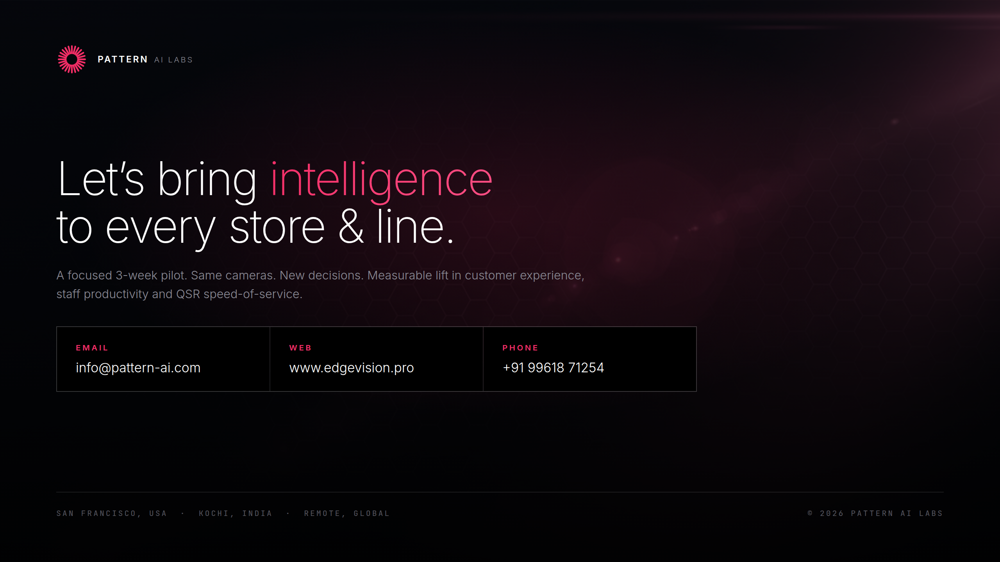 PATTERN AI LABS
Let’s bring intelligence
to every store & line.
A focused 3-week pilot. Same cameras. New decisions. Measurable lift in customer experience,
staff productivity and QSR speed-of-service.
EMAIL
info@pattern-ai.com
WEB
www.edgevision.pro
PHONE
+91 99618 71254
SAN FRANCISCO, USA · KOCHI, INDIA · REMOTE, GLOBAL
© 2026 PATTERN AI LABS